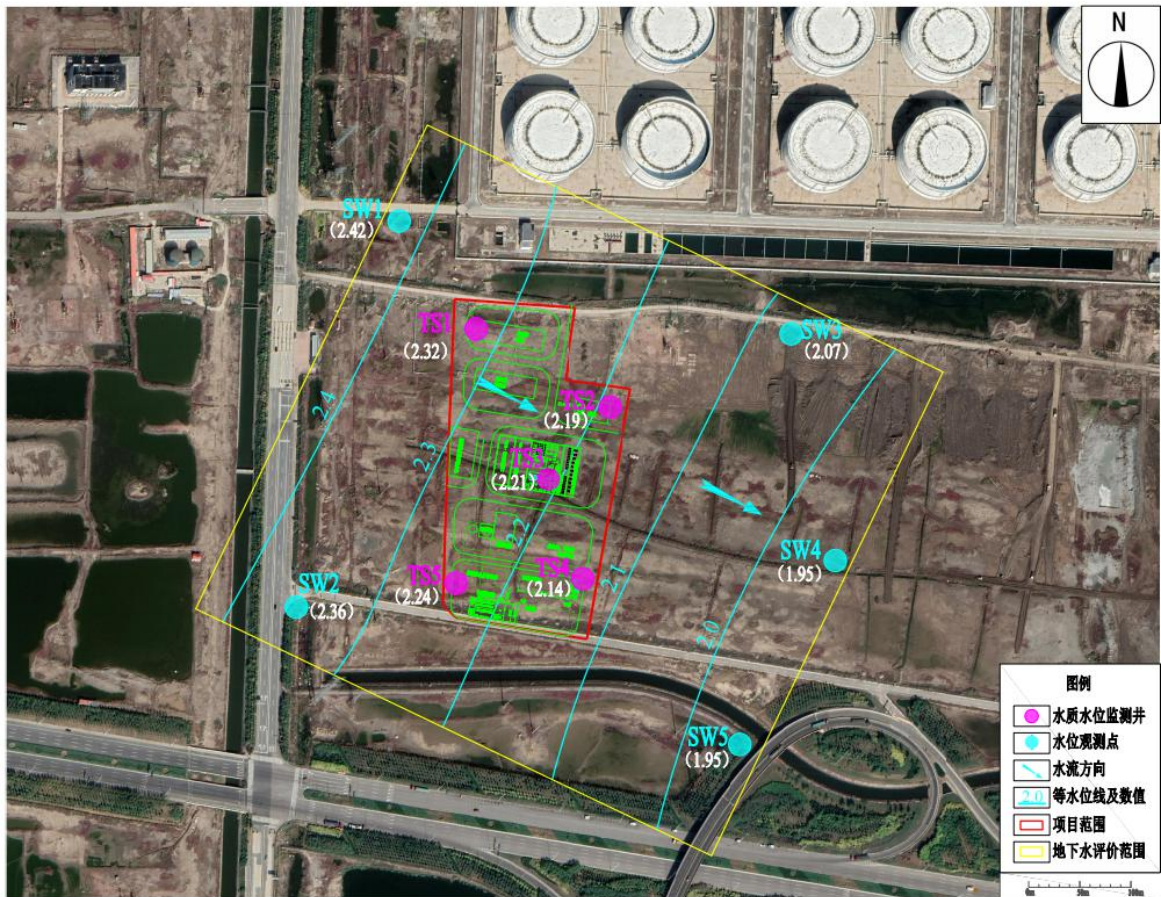 N
SW1
(2.42)
TS1
(2.32)
SW3
(2.07)
2.4
TS2
(2.19)
2.3
TS3
(2.21)
2.2
SW4
(1.95)
TS5
(2.24)
TS4
(2.14)
2.1
SW2
(2.36)
2.0
SW5
(1.95)
图例
水质水位监测井
水位观测点
水流方向
2.0 等水位线及数值
项目范围
地下水评价范围
0m 50m 100m